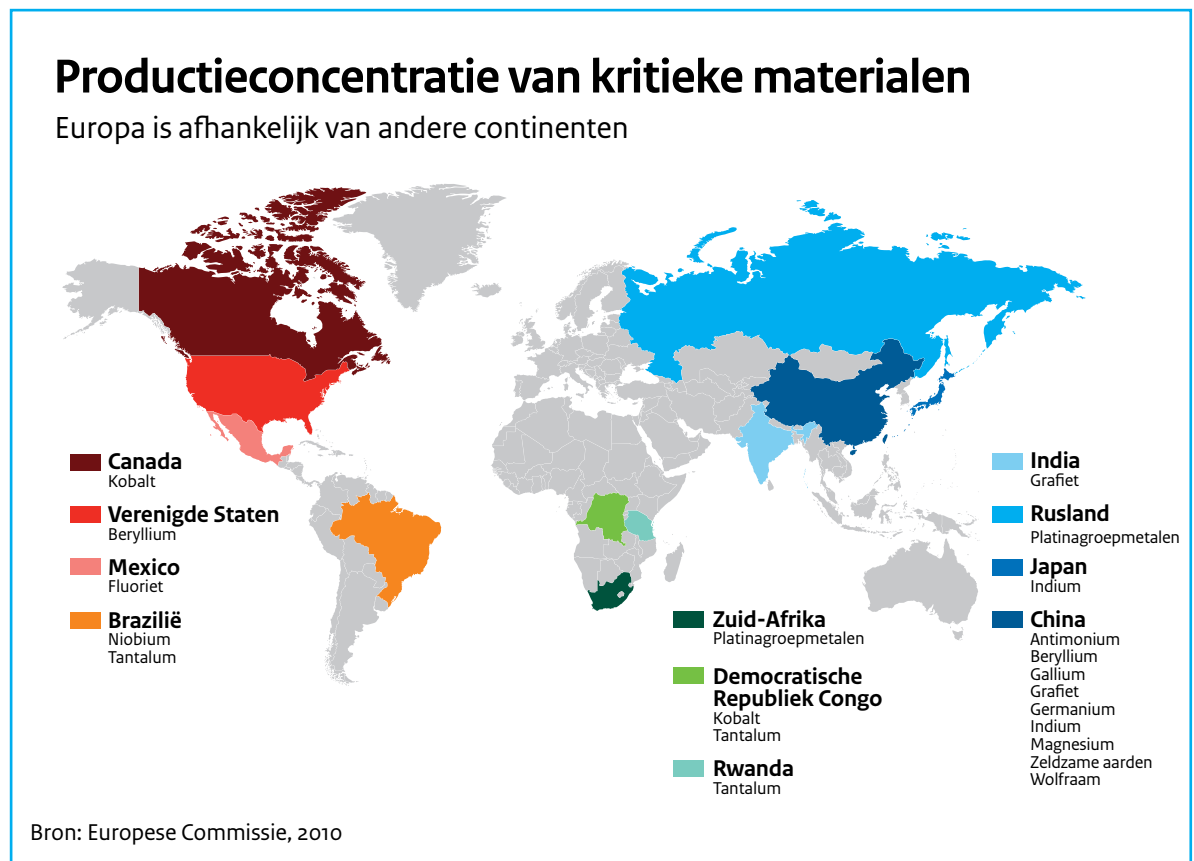 Productieconcentratie van kritieke materialen
Europa is afhankelijk van andere continenten
Canada
Kobalt
Verenigde Staten
Beryllium
Mexico
Fluoriet
Brazilië
Niobium
Tantalum
Zuid-Afrika
Platinagroepmetalen
Democratische
Republiek Congo
Kobalt
Tantalum
Rwanda
Tantalum
India
Grafiet
Rusland
Platinagroepmetalen
Japan
Indium
China
Antimonium
Beryllium
Gallium
Grafiet
Germanium
Indium
Magnesium
Zeldzame aarden
Wolfraam
Bron: Europese Commissie, 2010